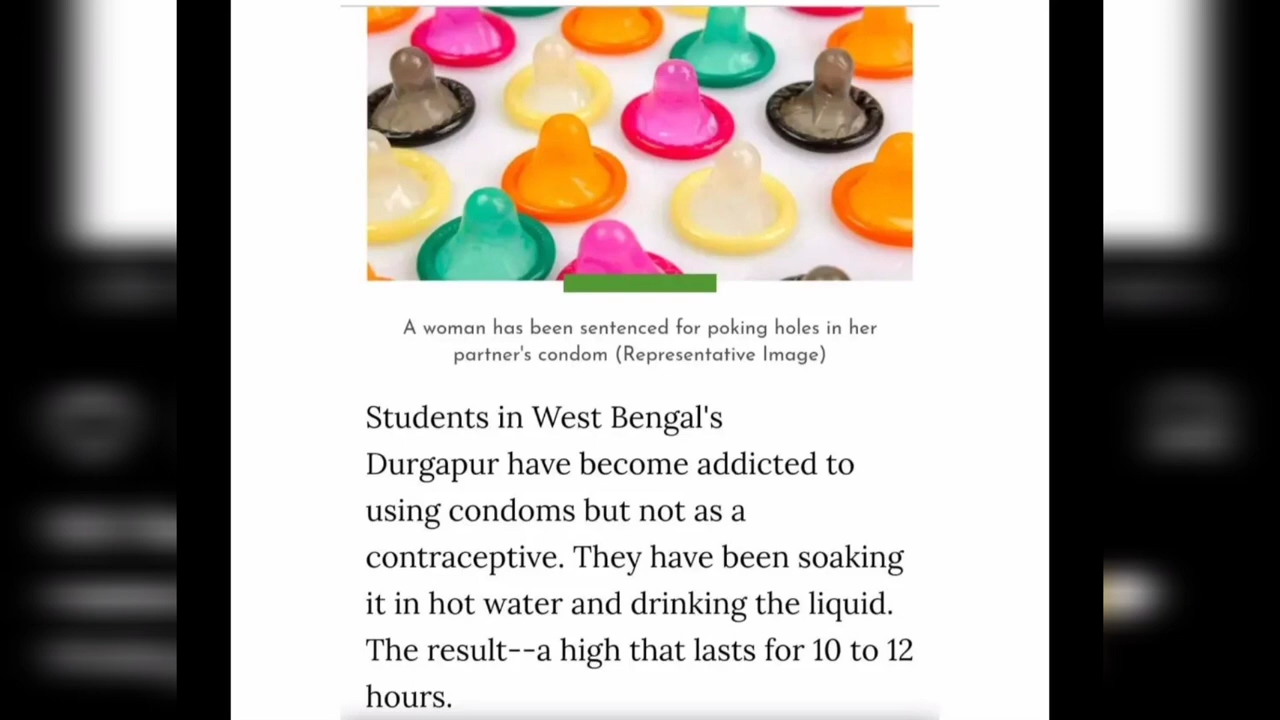 A woman has been sentenced for poking holes in her
partner's condom (Representative Image)
Students in West Bengal's
Durgapur have become addicted to
using condoms but not as a
contraceptive. They have been soaking
it in hot water and drinking the liquid.
The result--a high that lasts for 10 to 12
hours.